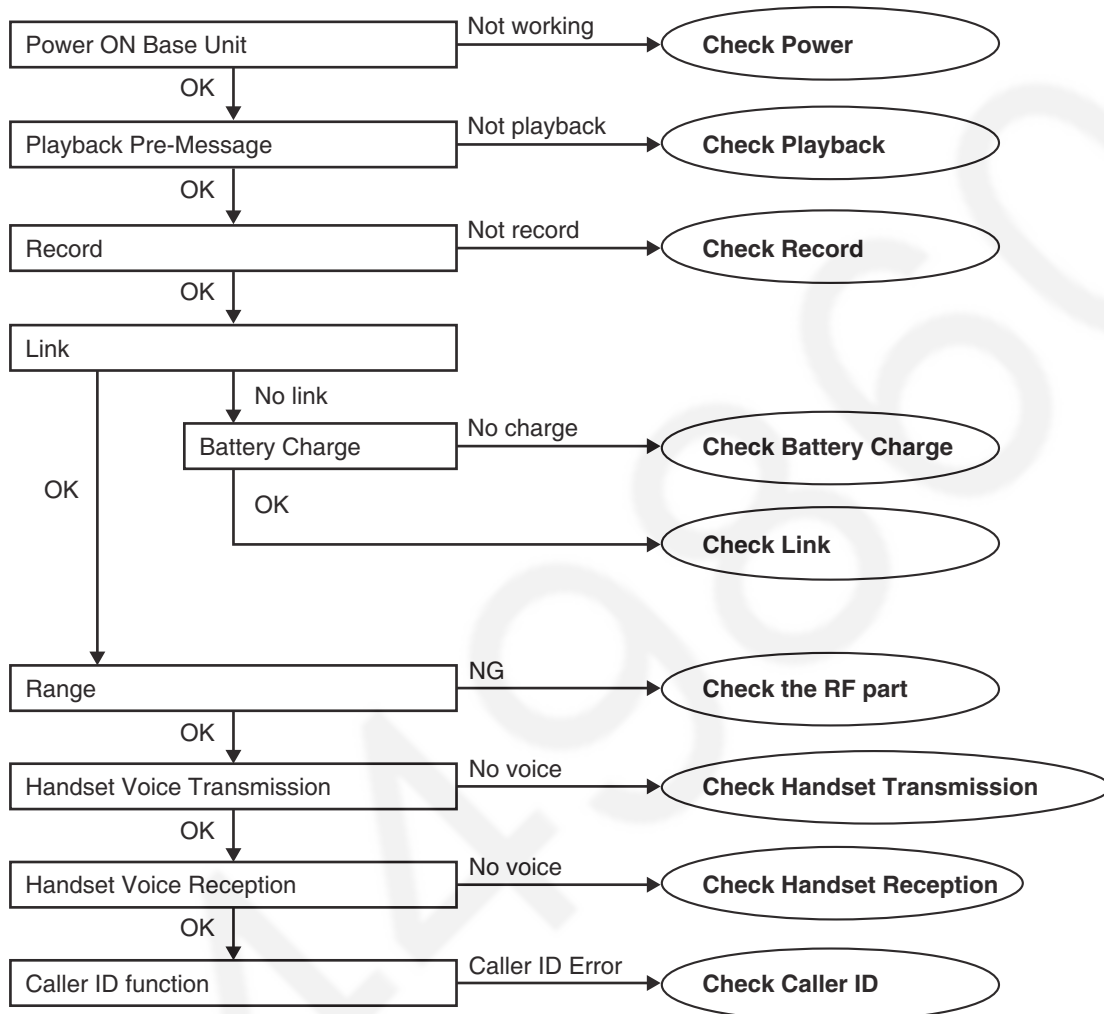 Power ON Base Unit
Not working
Check Power
OK
Playback Pre-Message
Not playback
Check Playback
OK
Record
Not record
Check Record
OK
Link
No link
Battery Charge
No charge
Check Battery Charge
OK
OK
Check Link
Range
NG
Check the RF part
OK
Handset Voice Transmission
No voice
Check Handset Transmission
OK
Handset Voice Reception
No voice
Check Handset Reception
OK
Caller ID function
Caller ID Error
Check Caller ID